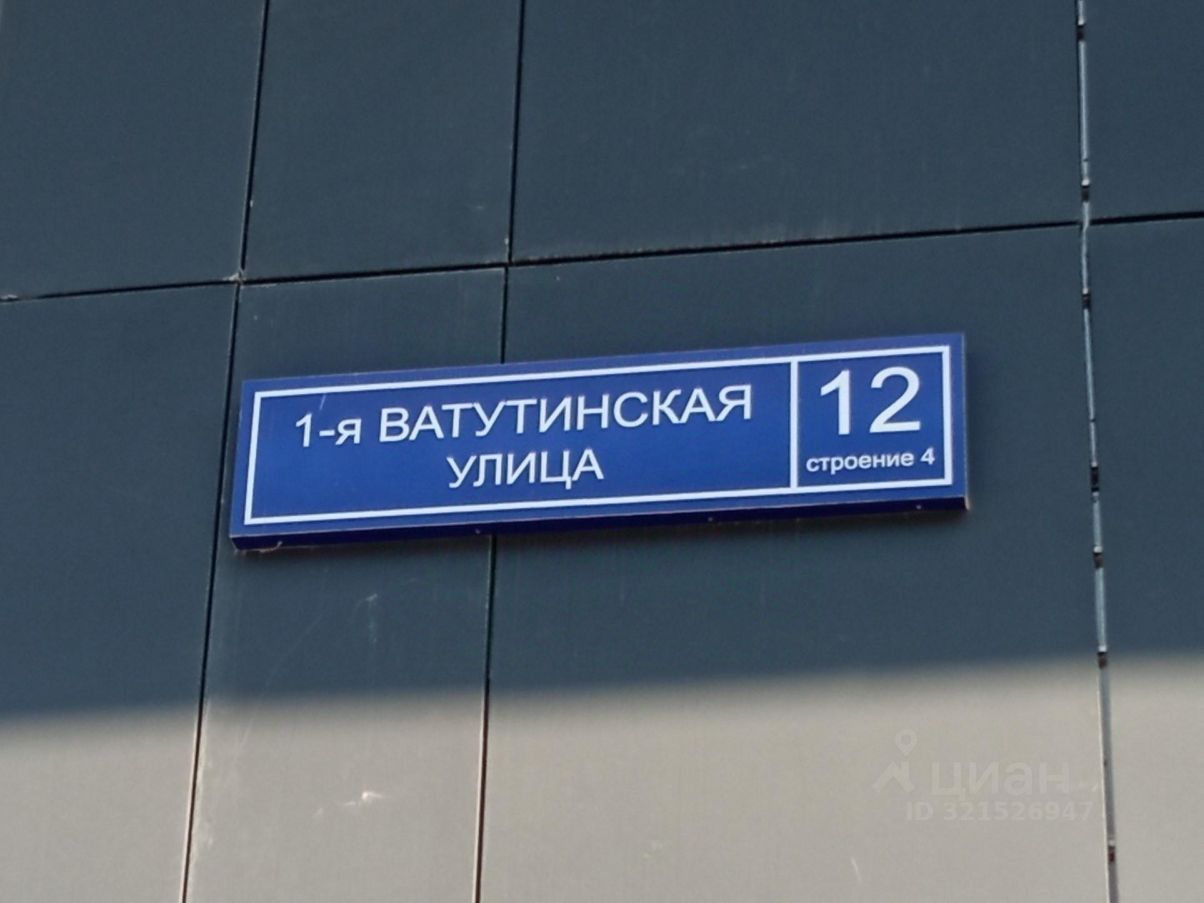 1-я ВАТУТИНСКАЯ
УЛИЦА
12
строение 4
циан
ID 321526947